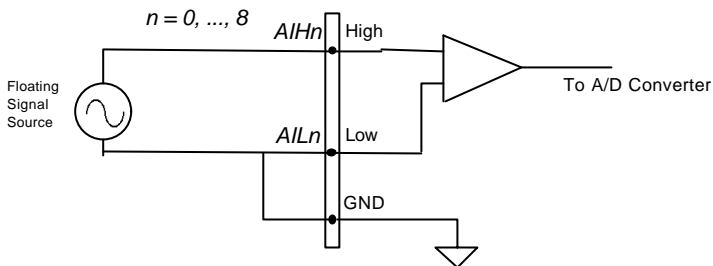 n = 0, ..., 8
AIHn
High
Floating
Signal
Source
To A/D Converter
AILn
Low
GND